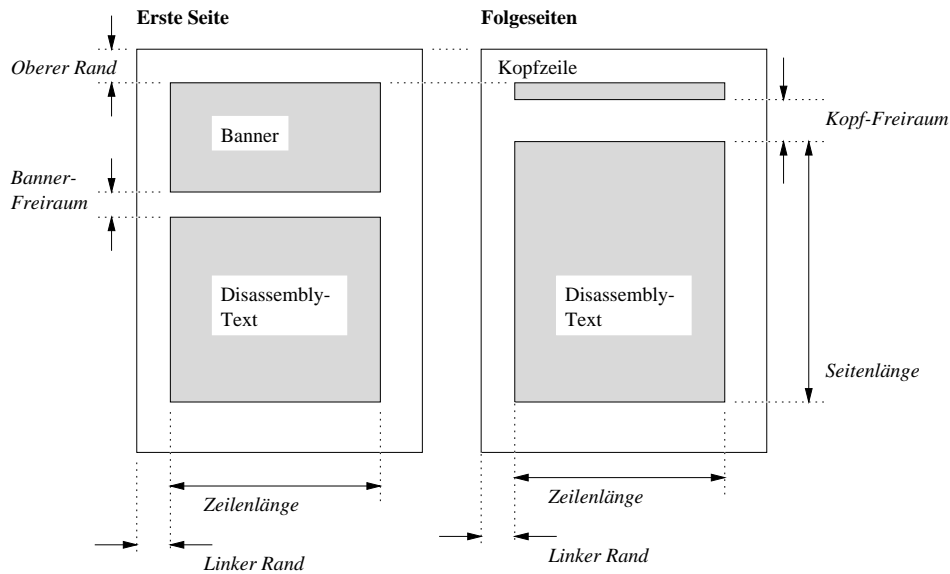 Erste Seite
Folgeseiten
Oberer Rand
Kopfzeile
Banner
Kopf-Freiraum
Banner-
Freiraum
Disassembly-
Text
Disassembly-
Text
Seitenlänge
Zeilenlänge
Zeilenlänge
Linker Rand
Linker Rand